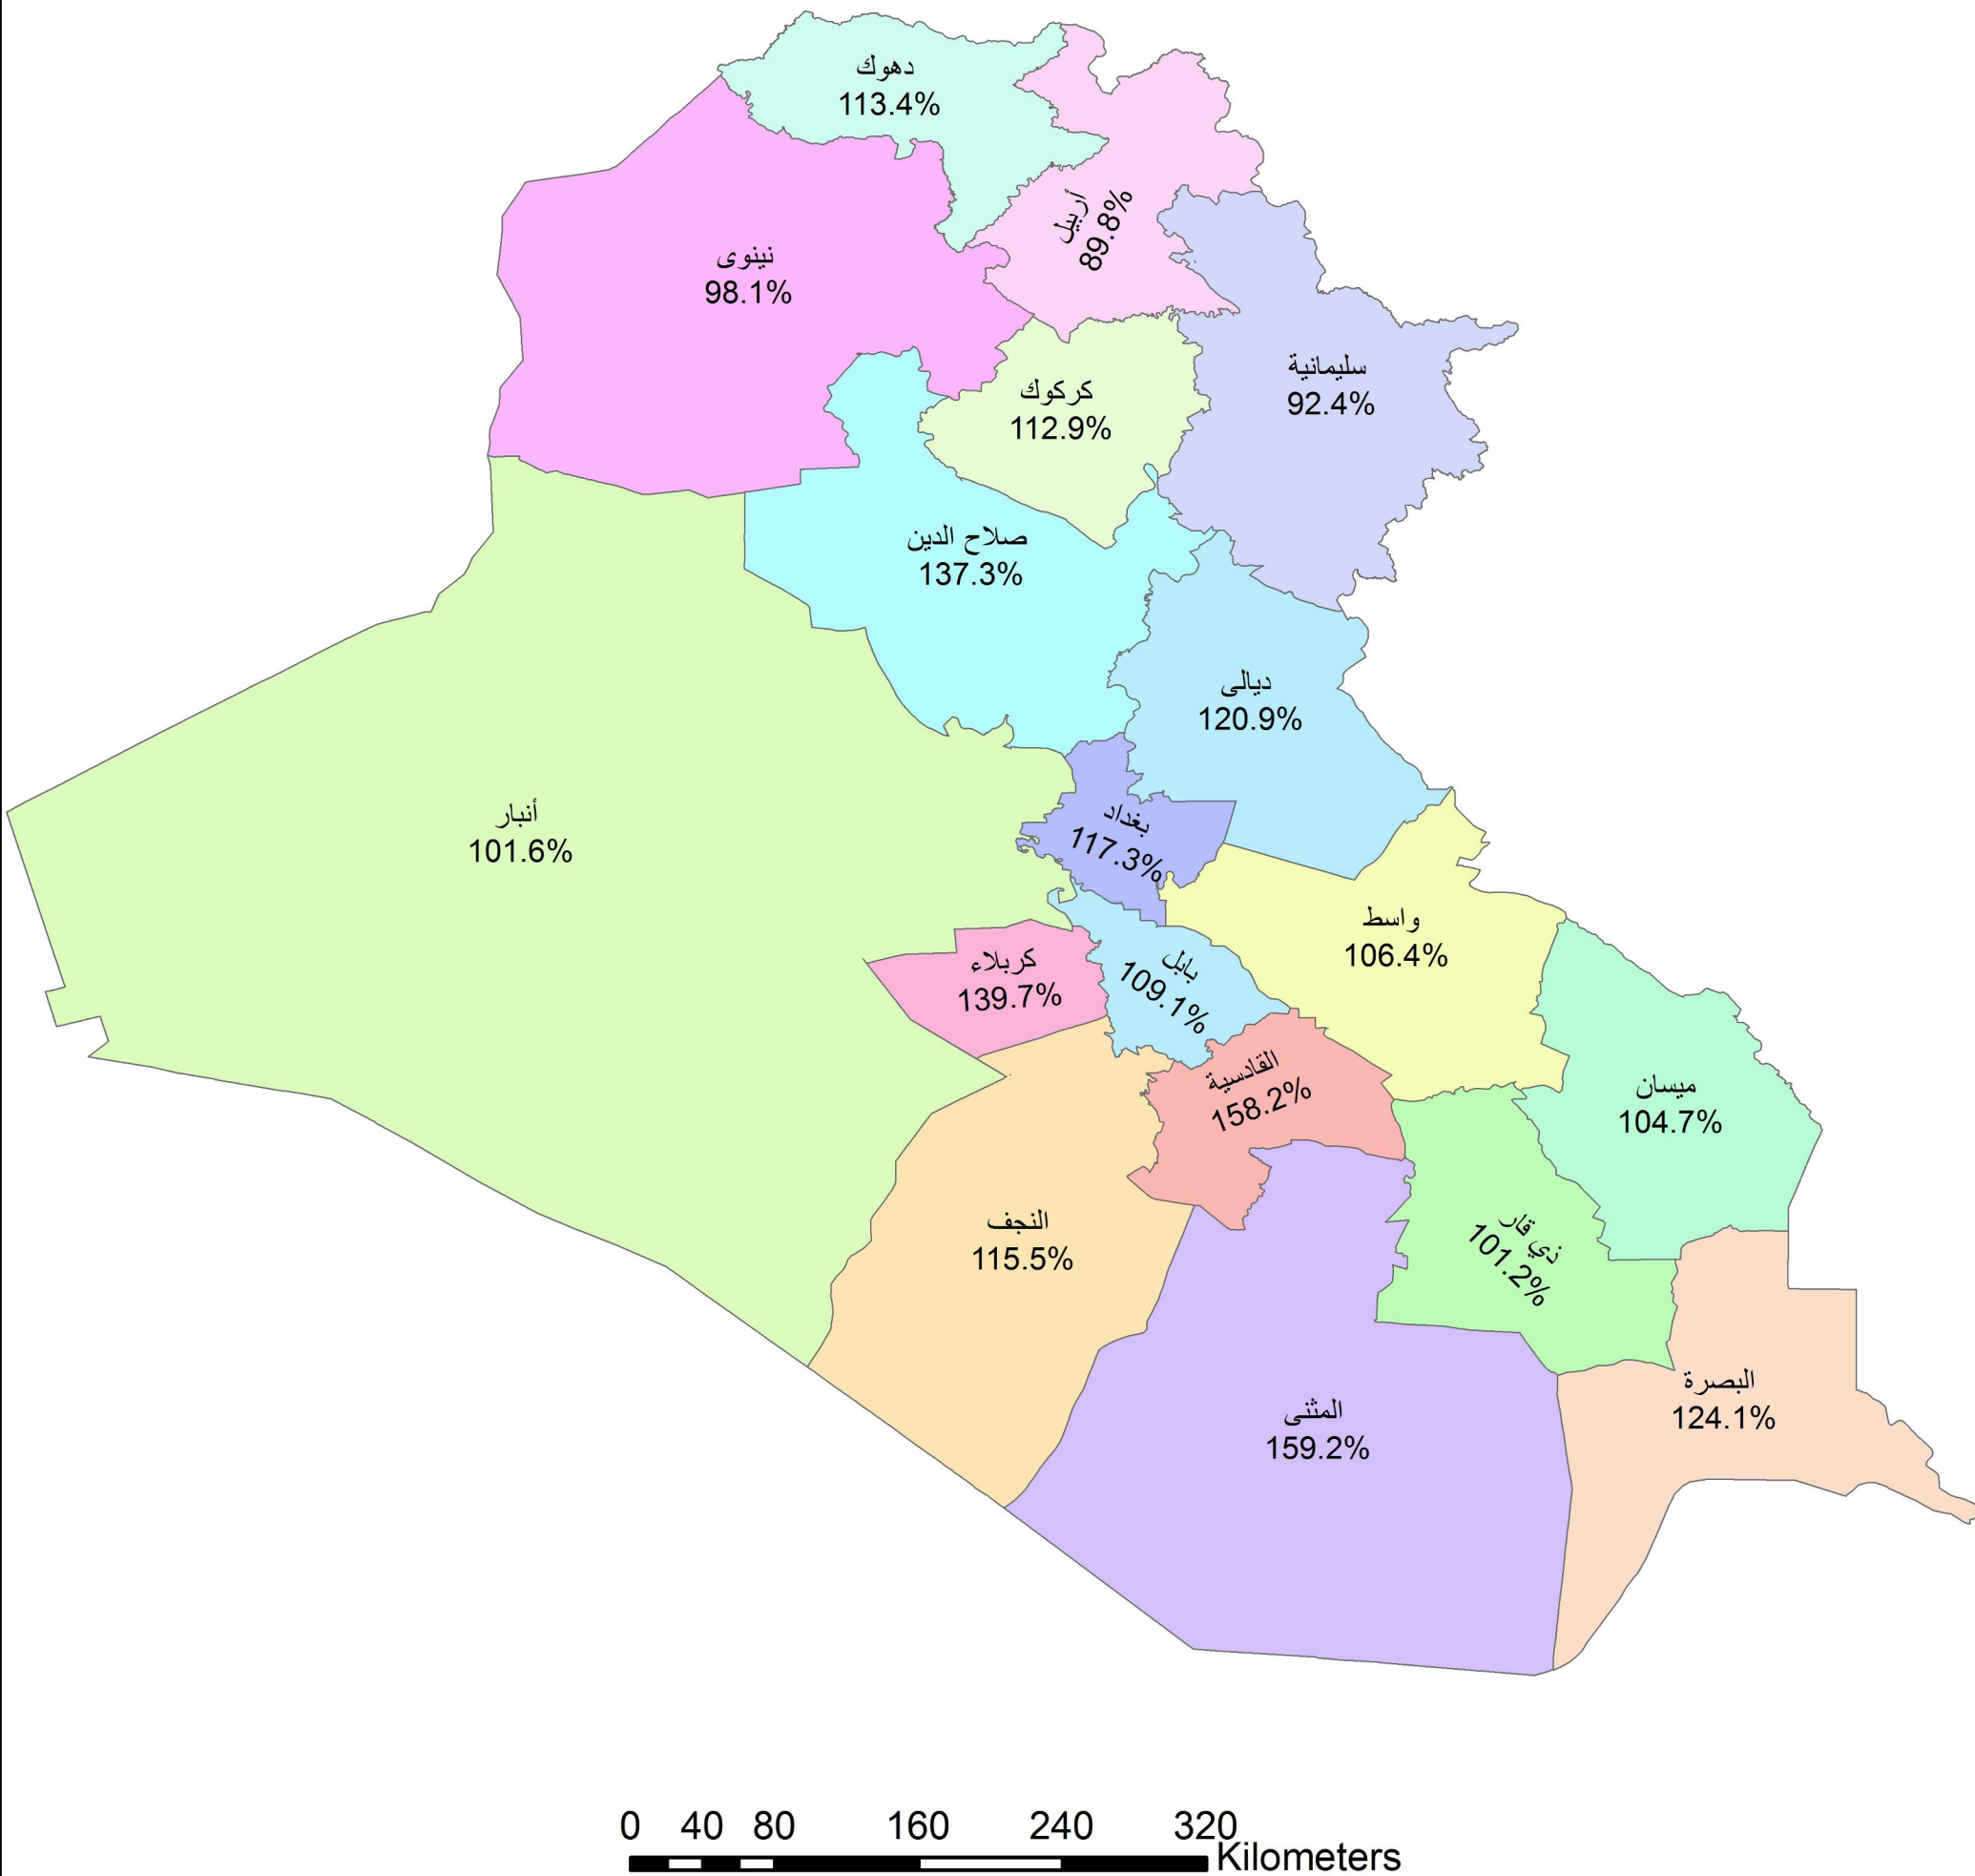 دهوك
113.4%
أربيل
89.8%
نينوى
98.1%
سليمانية
92.4%
كركوك
112.9%
صلاح الدين
137.3%
ديالى
120.9%
أنبار
101.6%
بغداد
117.3%
واسط
106.4%
كربلاء
139.7%
بابل
109.1%
القادسية
158.2%
ميسان
104.7%
النجف
115.5%
ذي قار
101.2%
البصرة
124.1%
المثنى
159.2%
0 40 80 160 240 320
Kilometers